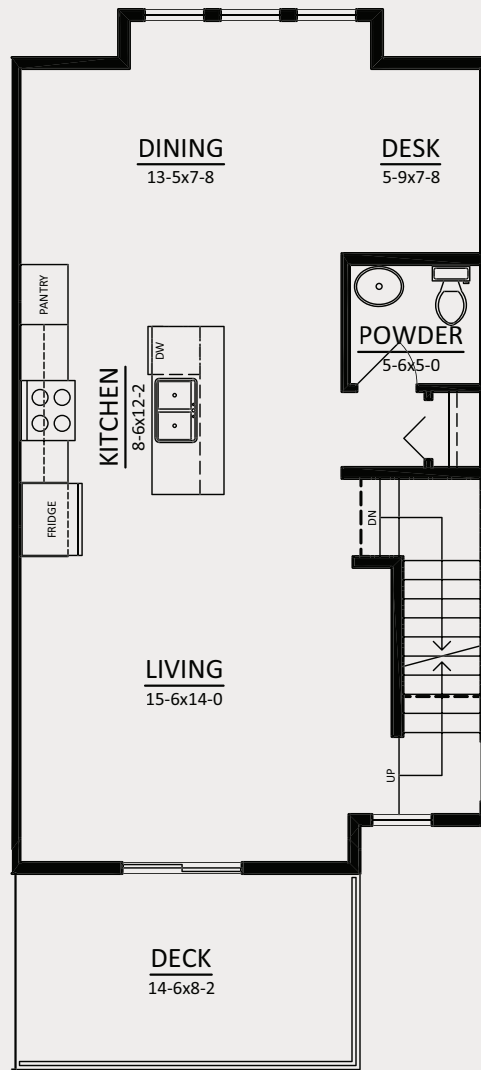 DINING
13-5x7-8
DESK
5-9x7-8
PANTRY
DW
POWDER
5-6x5-0
KITCHEN
8-6x12-2
FRIDGE
DN
LIVING
15-6x14-0
UP
DECK
14-6x8-2